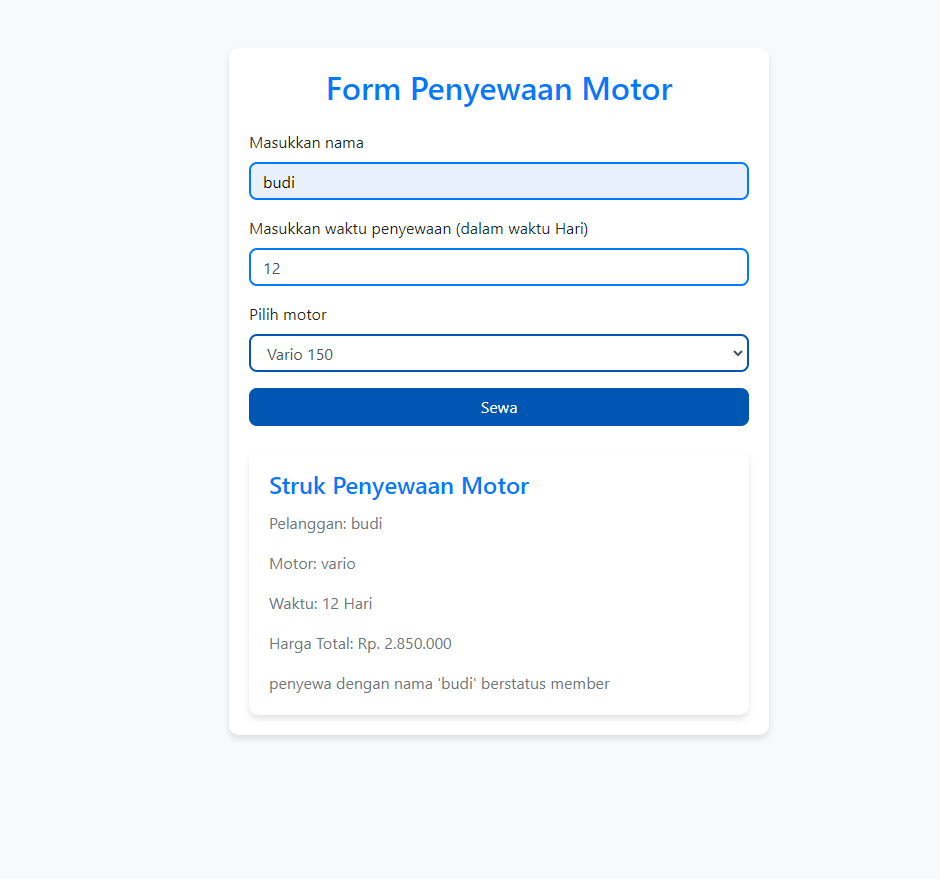 Form Penyewaan Motor
Masukkan nama
budi
Masukkan waktu penyewaan (dalam waktu Hari)
12
Pilih motor
Vario 150
Sewa
Struk Penyewaan Motor
Pelanggan: budi
Motor: vario
Waktu: 12 Hari
Harga Total: Rp. 2.850.000
penyewa dengan nama 'budi' berstatus member